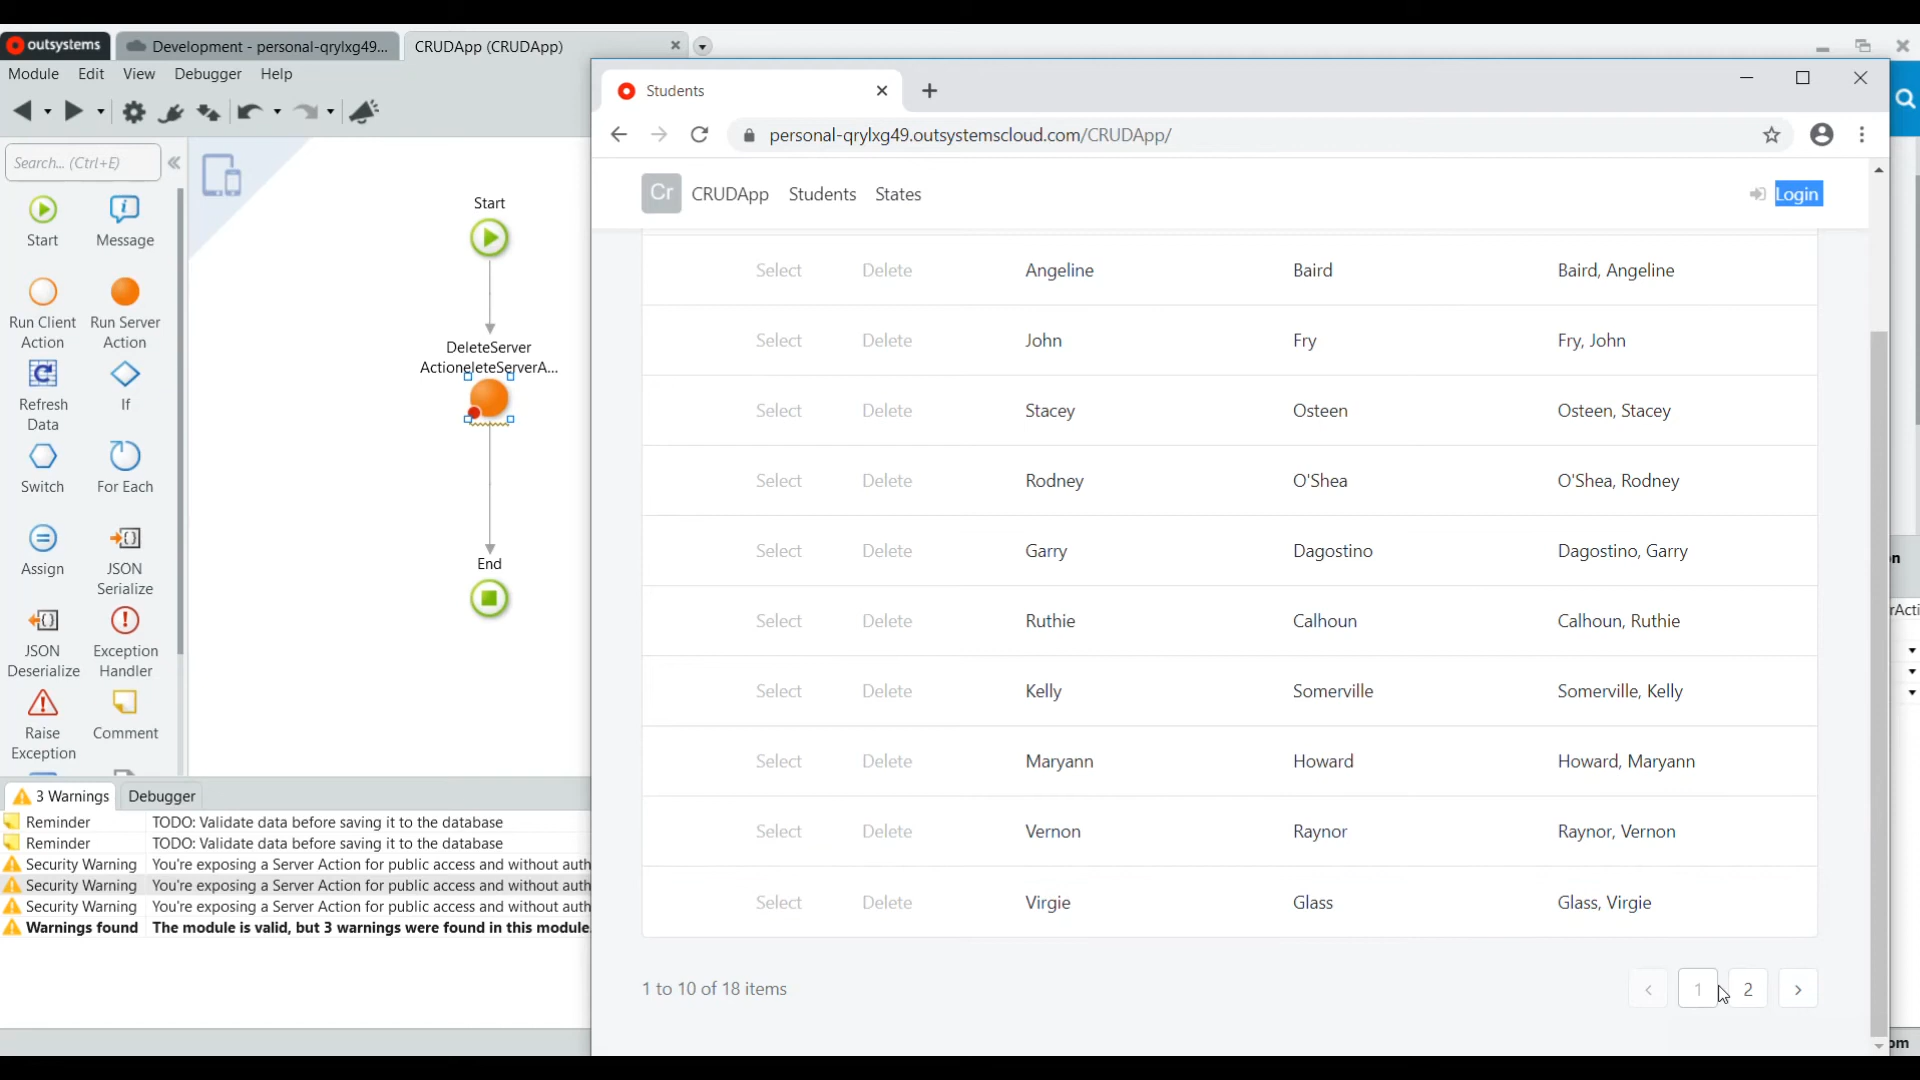 outsystems
Development - personal-qrylxg49...
CRUDApp (CRUDApp)
Module Edit View Debugger Help
Students
personal-qrylxg49.outsystemscloud.com/CRUDApp/
Search... (Ctrl+E)
Cr CRUDApp Students States Login
Start
Message
Run Client Action
Run Server Action
Refresh Data
If
Switch
For Each
Assign
JSON Serialize
JSON Deserialize
Exception Handler
Raise Exception
Comment
Start
DeleteServer
ActioneleteServerA...
End
Select Delete Angeline Baird Baird, Angeline
Select Delete John Fry Fry, John
Select Delete Stacey Osteen Osteen, Stacey
Select Delete Rodney O'Shea O'Shea, Rodney
Select Delete Garry Dagostino Dagostino, Garry
Select Delete Ruthie Calhoun Calhoun, Ruthie
Select Delete Kelly Somerville Somerville, Kelly
Select Delete Maryann Howard Howard, Maryann
Select Delete Vernon Raynor Raynor, Vernon
Select Delete Virgie Glass Glass, Virgie
1 to 10 of 18 items
< 1 2 >
3 Warnings Debugger
Reminder TODO: Validate data before saving it to the database
Reminder TODO: Validate data before saving it to the database
Security Warning You're exposing a Server Action for public access and without auth
Security Warning You're exposing a Server Action for public access and without auth
Security Warning You're exposing a Server Action for public access and without auth
Warnings found The module is valid, but 3 warnings were found in this module